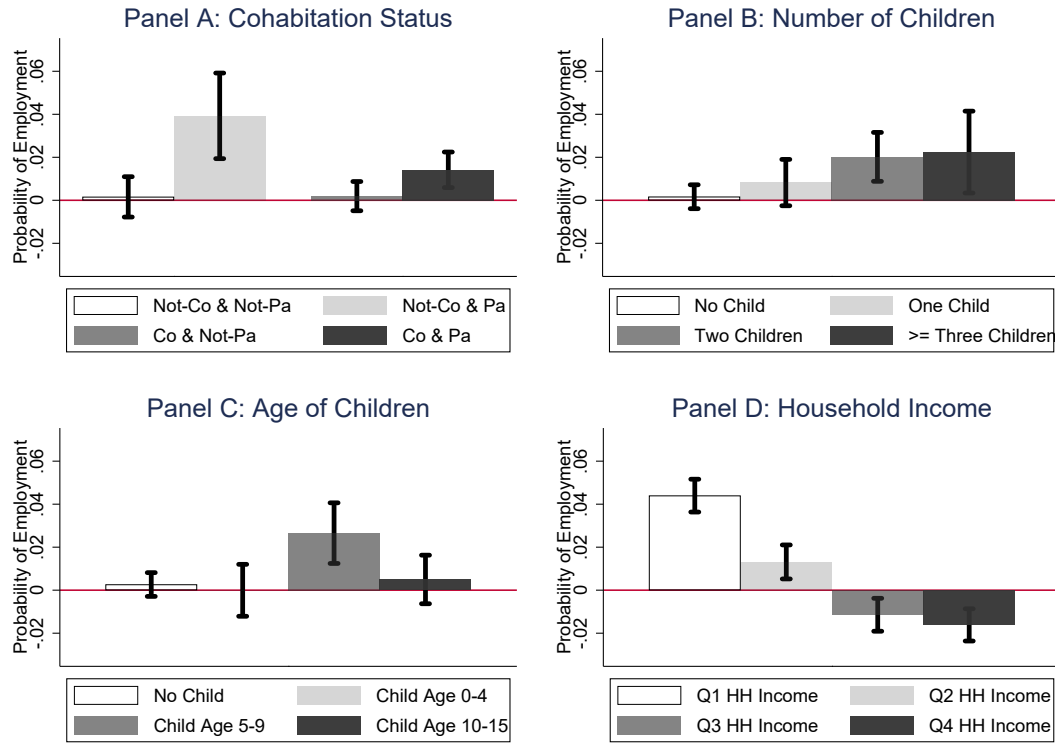 Panel A: Cohabitation Status
Probability of Employment
.06
.04
.02
0
-.02
Not-Co & Not-Pa
Not-Co & Pa
Co & Not-Pa
Co & Pa
Panel B: Number of Children
Probability of Employment
.06
.04
.02
0
-.02
No Child
One Child
Two Children
>= Three Children
Panel C: Age of Children
Probability of Employment
.06
.04
.02
0
-.02
No Child
Child Age 0-4
Child Age 5-9
Child Age 10-15
Panel D: Household Income
Probability of Employment
.06
.04
.02
0
-.02
Q1 HH Income
Q2 HH Income
Q3 HH Income
Q4 HH Income